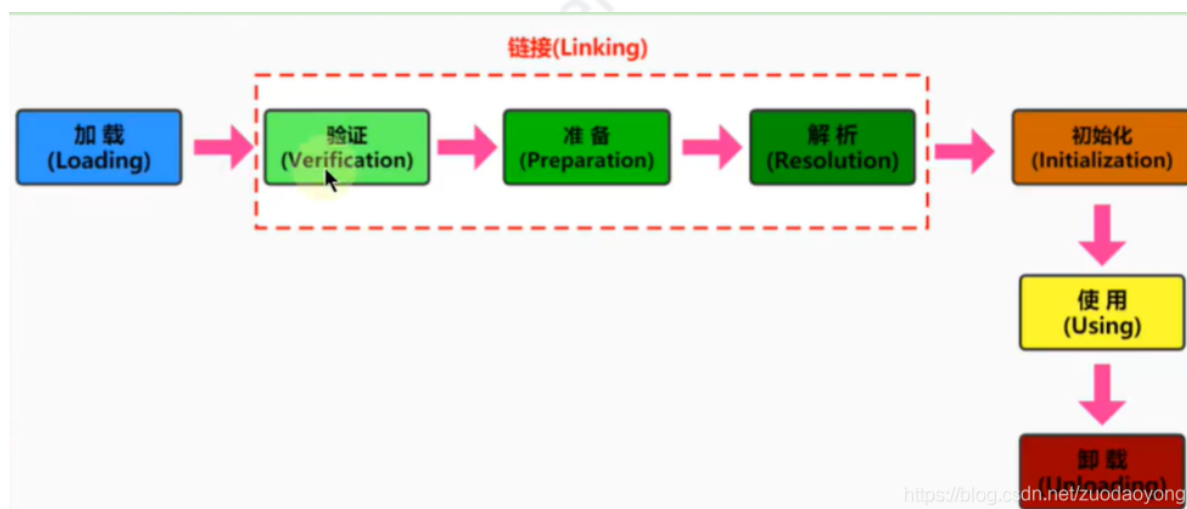 链接(Linking)
加 载
(Loading)
验证
(Verification)
准 备
(Preparation)
解 析
(Resolution)
初始化
(Initialization)
使 用
(Using)
卸 载
(Unloading)
https://blog.csdn.net/zuodaoyong